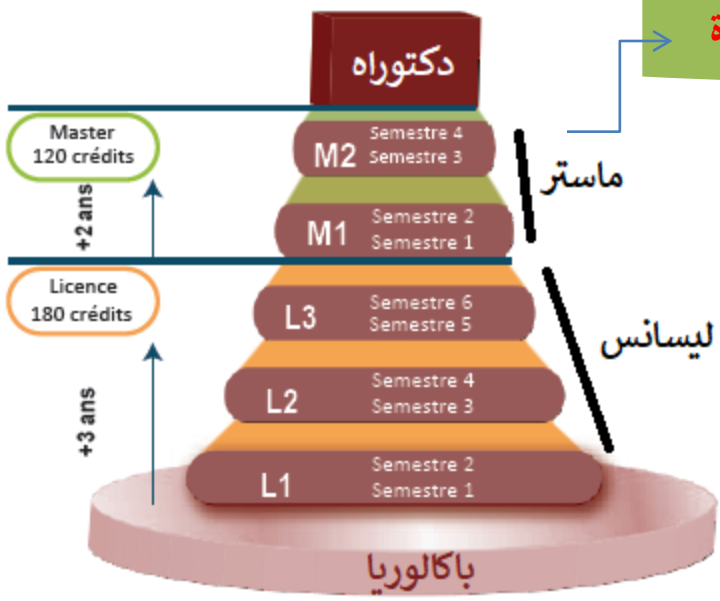 دكتوراه
Master
120 crédits
+2 ans
M2
Semestre 4
Semestre 3
ماستر
M1
Semestre 2
Semestre 1
Licence
180 crédits
+3 ans
L3
Semestre 6
Semestre 5
ليسانس
L2
Semestre 4
Semestre 3
L1
Semestre 2
Semestre 1
باكالوريا